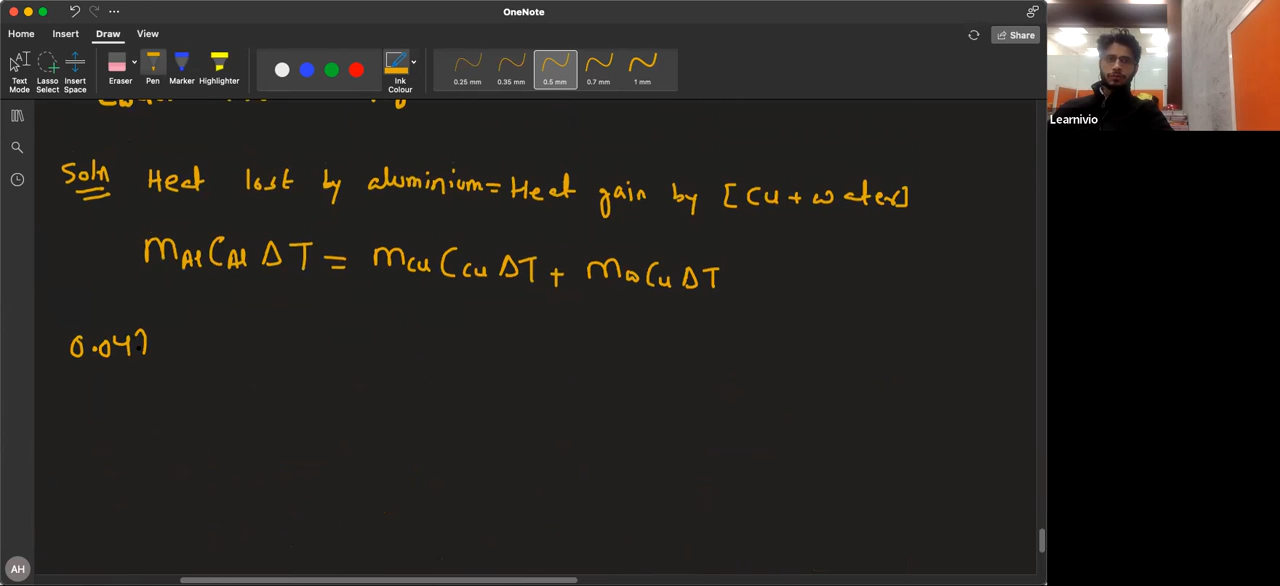 OneNote
Home Insert Draw View
Share
Text Mode Lasso Select Insert Space Eraser Pen Marker Highlighter Ink Colour 0.25 mm 0.35 mm 0.5 mm 0.7 mm 1 mm
Learnivio
Soln Heat lost by aluminium = Heat gain by [Cu + water]
mAl CAl ΔT = mCu CCu ΔT + mw Cw ΔT
0.047
AH